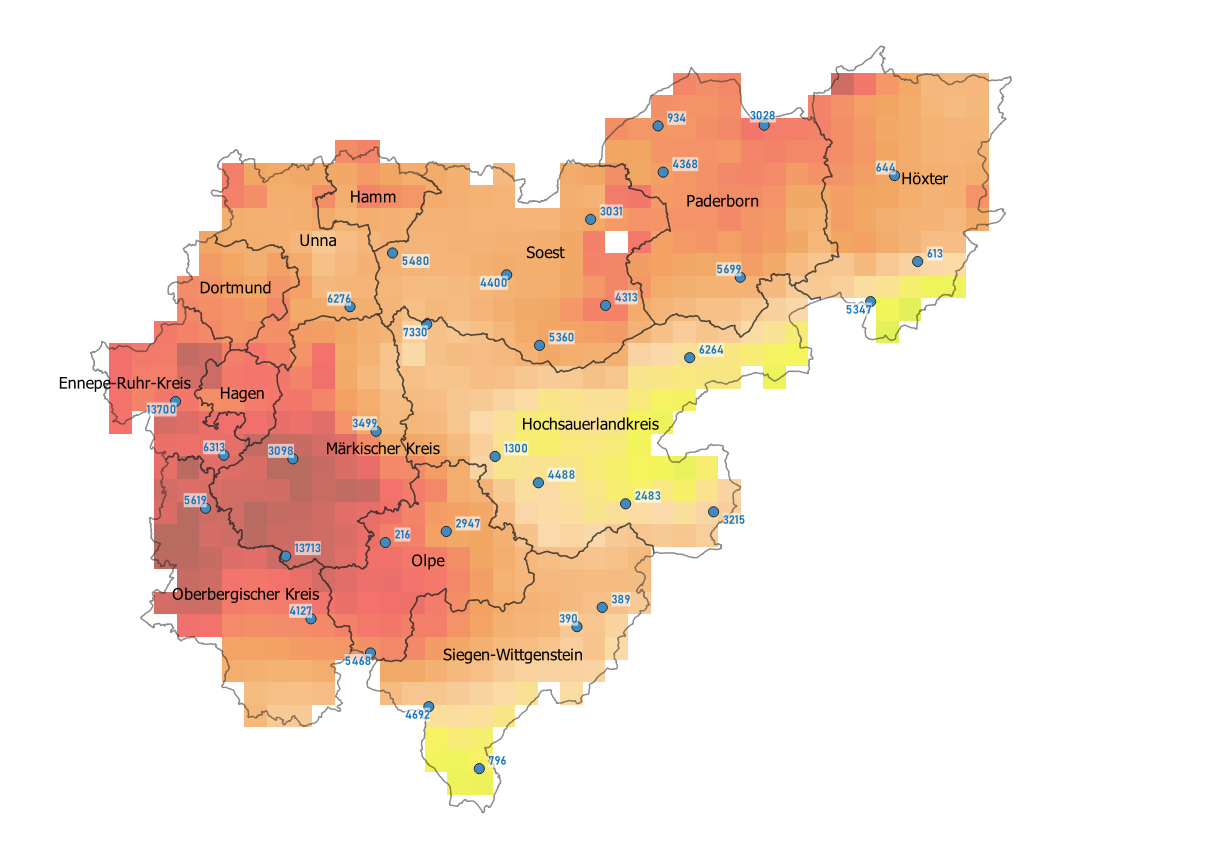 934
3028
4368
644
Höxter
Hamm
Paderborn
3031
Unna
Soest
5480
613
4400
5699
Dortmund
6276
4313
5347
7330
5360
6264
Ennepe-Ruhr-Kreis
Hagen
13700
3499
Hochsauerlandkreis
6313
3098
Märkischer Kreis
1300
4488
5619
2483
3215
2947
216
13713
Olpe
Oberbergischer Kreis
389
4127
390
5468
Siegen-Wittgenstein
4692
796